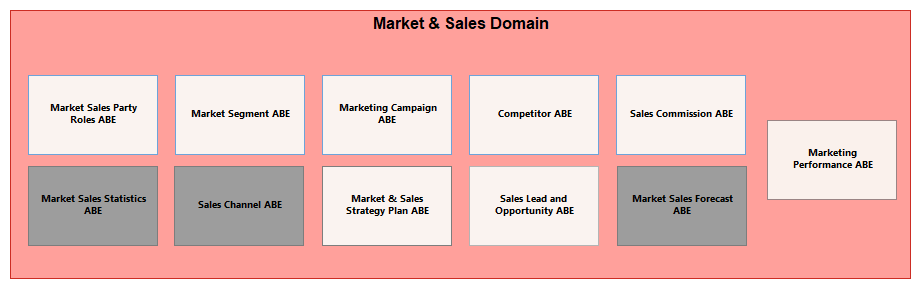 Market & Sales Domain
Market Sales Party
Roles ABE
Market Segment ABE
Marketing Campaign
ABE
Competitor ABE
Sales Commission ABE
Marketing
Performance ABE
Market Sales Statistics
ABE
Sales Channel ABE
Market & Sales
Strategy Plan ABE
Sales Lead and
Opportunity ABE
Market Sales Forecast
ABE